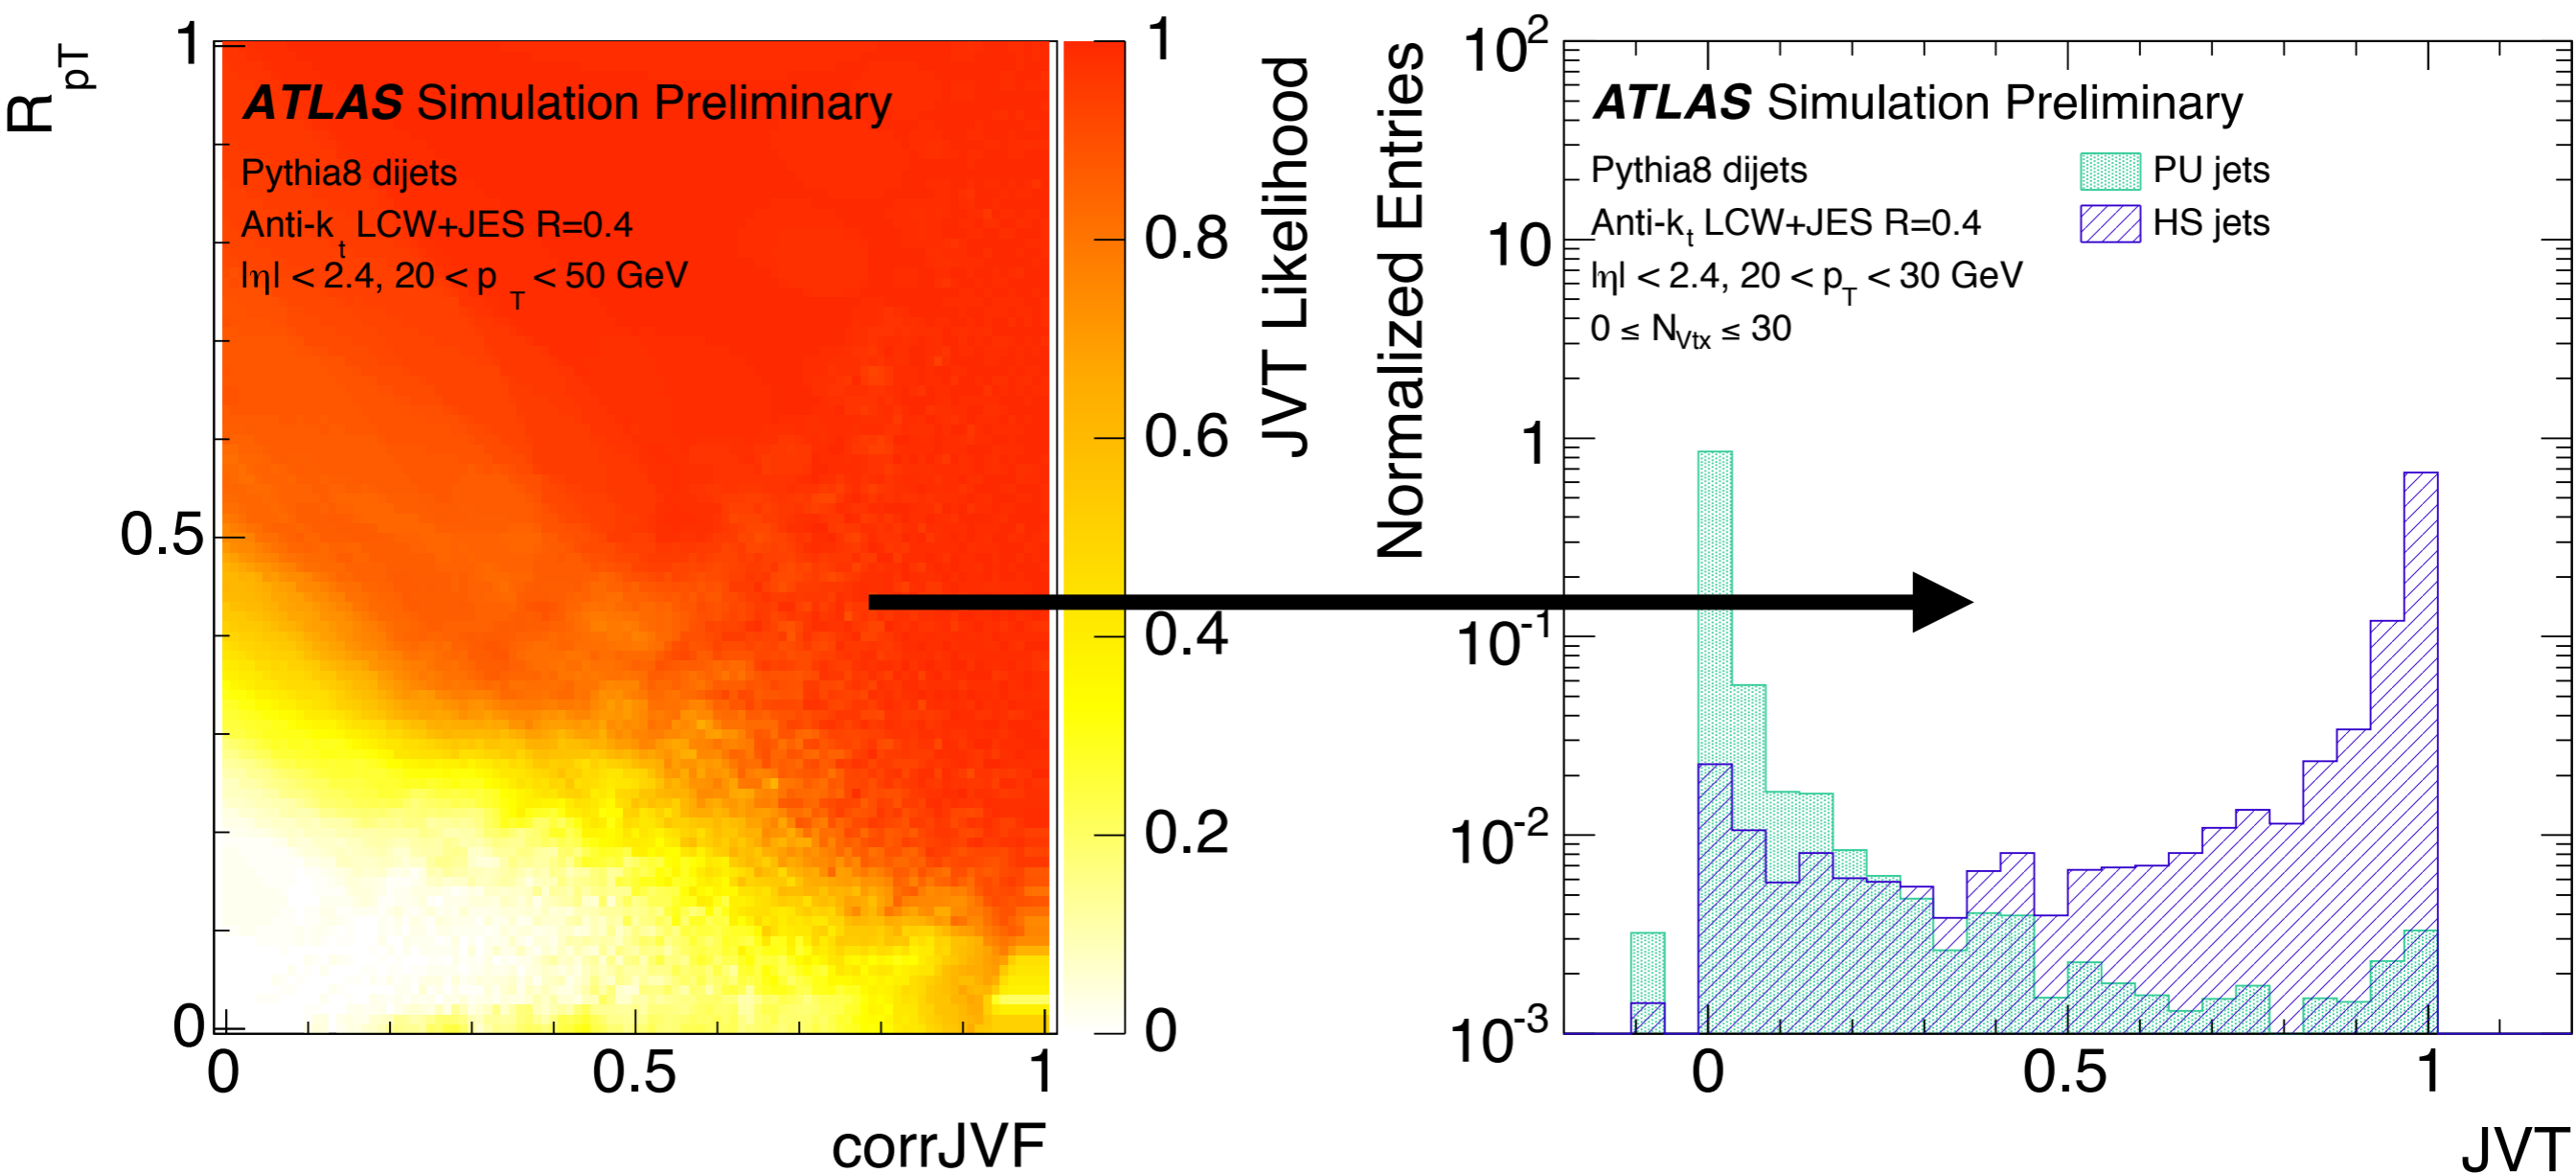 R_pT
1
0.5
0
ATLAS Simulation Preliminary
Pythia8 dijets
Anti-k_t LCW+JES R=0.4
|η| < 2.4, 20 < p_T < 50 GeV
0 0.5 1
corrJVF
1
0.8
0.6
0.4
0.2
0
JVT Likelihood
Normalized Entries
10^2
10
1
10^-1
10^-2
10^-3
ATLAS Simulation Preliminary
Pythia8 dijets
Anti-k_t LCW+JES R=0.4
|η| < 2.4, 20 < p_T < 30 GeV
0 ≤ N_Vtx ≤ 30
PU jets
HS jets
0 0.5 1
JVT